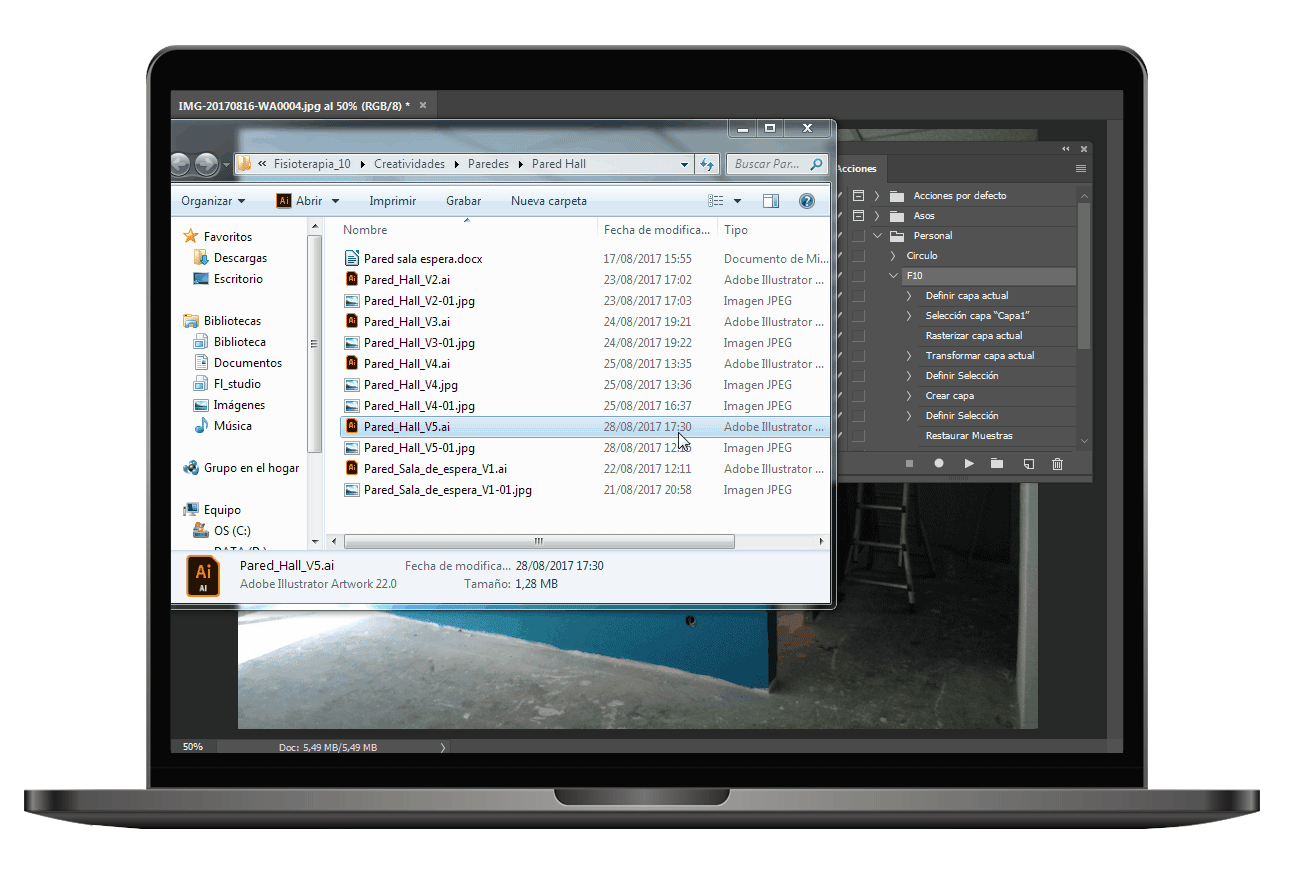 IMG-20170816-WA0004.jpg al 50% (RGB/8) *
« Fisioterapia_10 Creatividades Paredes Pared Hall
Buscar Par...
Organizar Abrir Imprimir Grabar Nueva carpeta
Nombre Fecha de modifica... Tipo
Favoritos
Descargas
Escritorio
Bibliotecas
Biblioteca
Documentos
FI_studio
Imágenes
Música
Grupo en el hogar
Equipo
OS (C:)
Pared sala espera.docx 17/08/2017 15:55 Documento de Mi...
Pared_Hall_V2.ai 23/08/2017 17:02 Adobe Illustrator ...
Pared_Hall_V2-01.jpg 23/08/2017 17:03 Imagen JPEG
Pared_Hall_V3.ai 24/08/2017 19:21 Adobe Illustrator ...
Pared_Hall_V3-01.jpg 24/08/2017 19:22 Imagen JPEG
Pared_Hall_V4.ai 25/08/2017 13:35 Adobe Illustrator ...
Pared_Hall_V4.jpg 25/08/2017 13:36 Imagen JPEG
Pared_Hall_V4-01.jpg 25/08/2017 16:37 Imagen JPEG
Pared_Hall_V5.ai 28/08/2017 17:30 Adobe Illustrator ...
Pared_Hall_V5-01.jpg 28/08/2017 Imagen JPEG
Pared_Sala_de_espera_V1.ai 22/08/2017 12:11 Adobe Illustrator ...
Pared_Sala_de_espera_V1-01.jpg 21/08/2017 20:58 Imagen JPEG
Ai
AI
Pared_Hall_V5.ai Fecha de modifica... 28/08/2017 17:30
Adobe Illustrator Artwork 22.0 Tamaño: 1,28 MB
Acciones
Acciones por defecto
Asos
Personal
Circulo
F10
Definir capa actual
Selección capa “Capa1”
Rasterizar capa actual
Transformar capa actual
Definir Selección
Crear capa
Definir Selección
Restaurar Muestras
50% Doc: 5,49 MB/5,49 MB